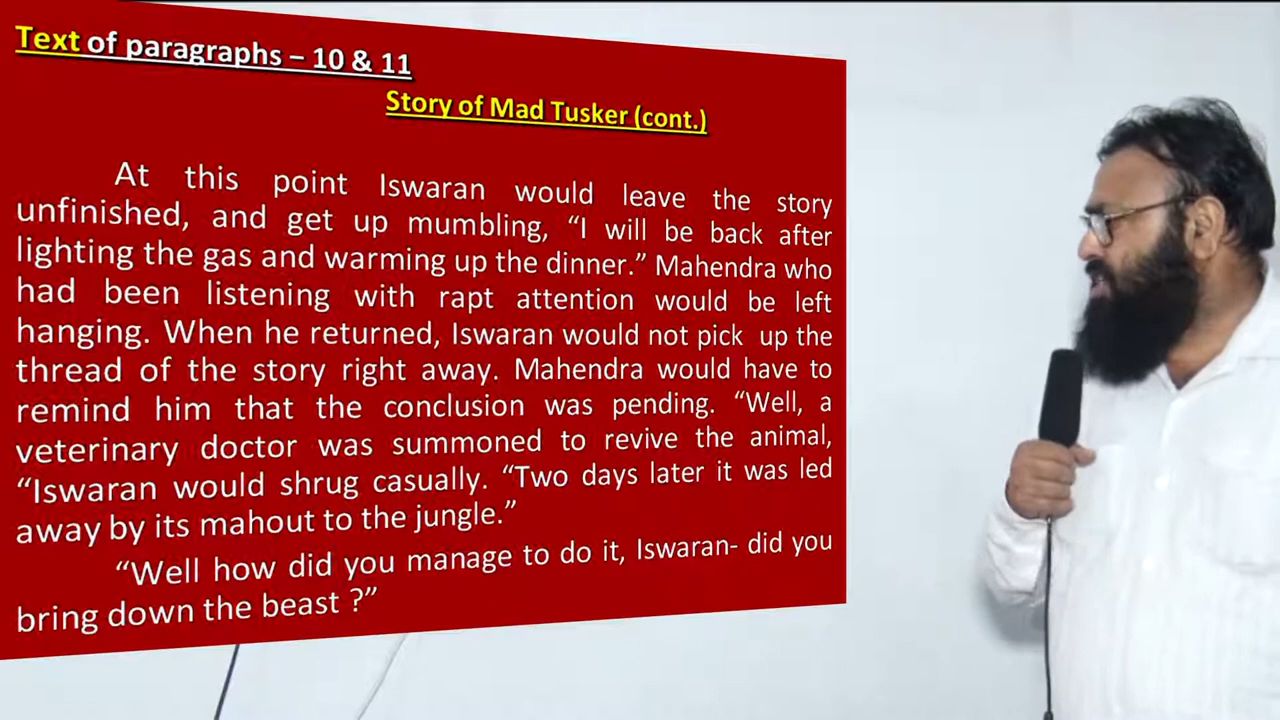 Text of paragraphs – 10 & 11
Story of Mad Tusker (cont.)
At this point Iswaran would leave the story
unfinished, and get up mumbling, “I will be back after
lighting the gas and warming up the dinner.” Mahendra who
had been listening with rapt attention would be left
hanging. When he returned, Iswaran would not pick up the
thread of the story right away. Mahendra would have to
remind him that the conclusion was pending. “Well, a
veterinary doctor was summoned to revive the animal,
“Iswaran would shrug casually. “Two days later it was led
away by its mahout to the jungle.”
“Well how did you manage to do it, Iswaran- did you
bring down the beast ?”